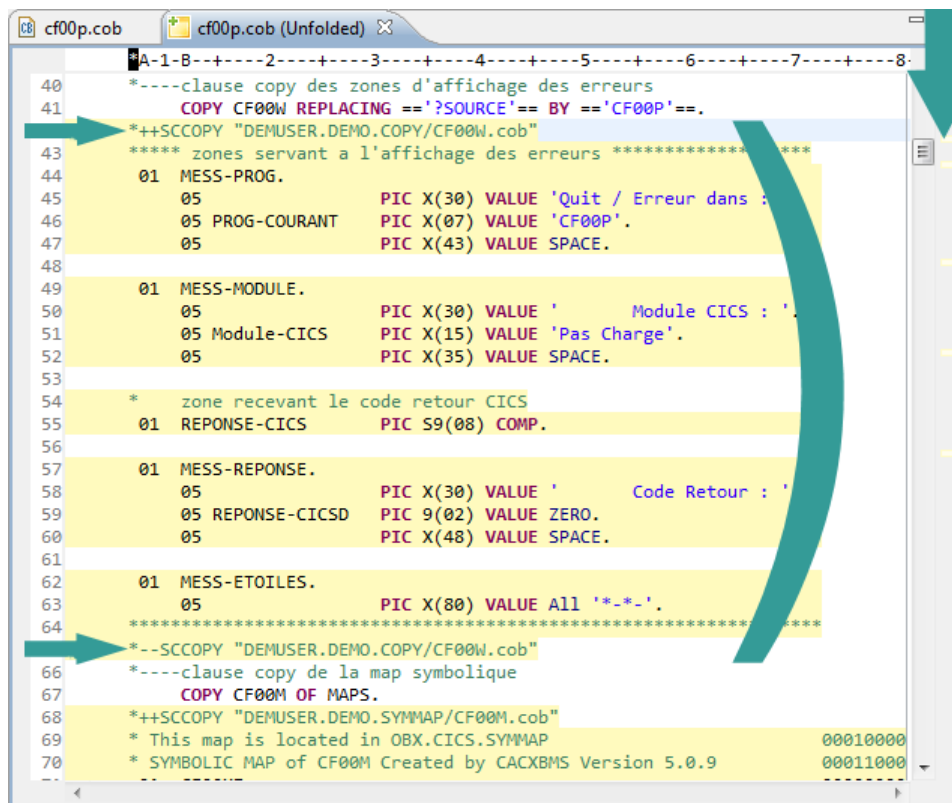 cf00p.cob cf00p.cob (Unfolded)
*A-1-B--+----2----+----3----+----4----+----5----+----6----+----7----+----8-
40 *----clause copy des zones d'affichage des erreurs
41 COPY CF00W REPLACING =='?SOURCE'== BY =='CF00P'==.
*++SCCOPY "DEMUSER.DEMO.COPY/CF00W.cob"
43 ***** zones servant a l'affichage des erreurs *******************
44 01 MESS-PROG.
45 05 PIC X(30) VALUE 'Quit / Erreur dans :
46 05 PROG-COURANT PIC X(07) VALUE 'CF00P'.
47 05 PIC X(43) VALUE SPACE.
48
49 01 MESS-MODULE.
50 05 PIC X(30) VALUE '       Module CICS : '.
51 05 Module-CICS PIC X(15) VALUE 'Pas Charge'.
52 05 PIC X(35) VALUE SPACE.
53
54 * zone recevant le code retour CICS
55 01 REPONSE-CICS PIC S9(08) COMP.
56
57 01 MESS-REPONSE.
58 05 PIC X(30) VALUE '       Code Retour : '
59 05 REPONSE-CICSD PIC 9(02) VALUE ZERO.
60 05 PIC X(48) VALUE SPACE.
61
62 01 MESS-ETOILES.
63 05 PIC X(80) VALUE All '*-*-'.
64 ******************************************************************
*--SCCOPY "DEMUSER.DEMO.COPY/CF00W.cob"
66 *----clause copy de la map symbolique
67 COPY CF00M OF MAPS.
68 *++SCCOPY "DEMUSER.DEMO.SYMMAP/CF00M.cob"
69 * This map is located in OBX.CICS.SYMMAP 00010000
70 * SYMBOLIC MAP of CF00M Created by CACXBMS Version 5.0.9 00011000